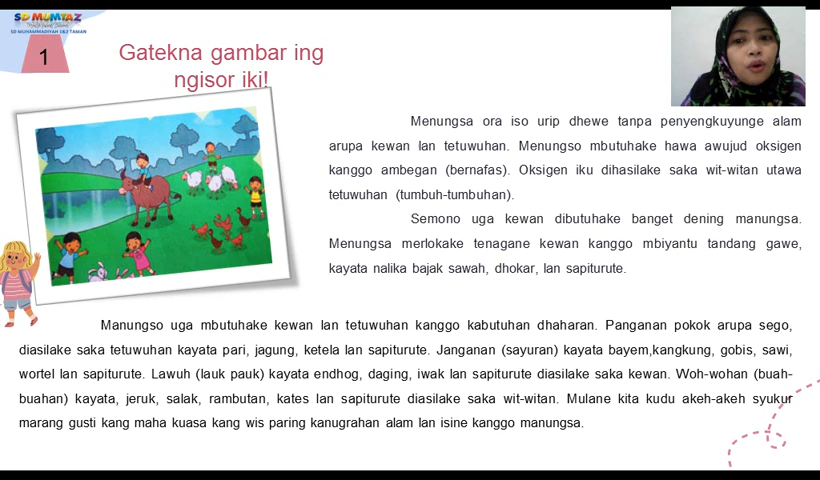 SD MUMTAZ
SD MUHAMMADIYAH 1&2 TAMAN
1
Gatekna gambar ing
ngisor iki!
Menungsa ora iso urip dhewe tanpa penyengkuyunge alam
arupa kewan lan tetuwuhan. Menungso mbutuhake hawa awujud oksigen
kanggo ambegan (bernafas). Oksigen iku dihasilake saka wit-witan utawa
tetuwuhan (tumbuh-tumbuhan).
Semono uga kewan dibutuhake banget dening manungsa.
Menungsa merlokake tenagane kewan kanggo mbiyantu tandang gawe,
kayata nalika bajak sawah, dhokar, lan sapiturute.
Manungso uga mbutuhake kewan lan tetuwuhan kanggo kabutuhan dhaharan. Panganan pokok arupa sego,
diasilake saka tetuwuhan kayata pari, jagung, ketela lan sapiturute. Janganan (sayuran) kayata bayem,kangkung, gobis, sawi,
wortel lan sapiturute. Lawuh (lauk pauk) kayata endhog, daging, iwak lan sapiturute diasilake saka kewan. Woh-wohan (buah-
buahan) kayata, jeruk, salak, rambutan, kates lan sapiturute diasilake saka wit-witan. Mulane kita kudu akeh-akeh syukur
marang gusti kang maha kuasa kang wis paring kanugrahan alam lan isine kanggo manungsa.